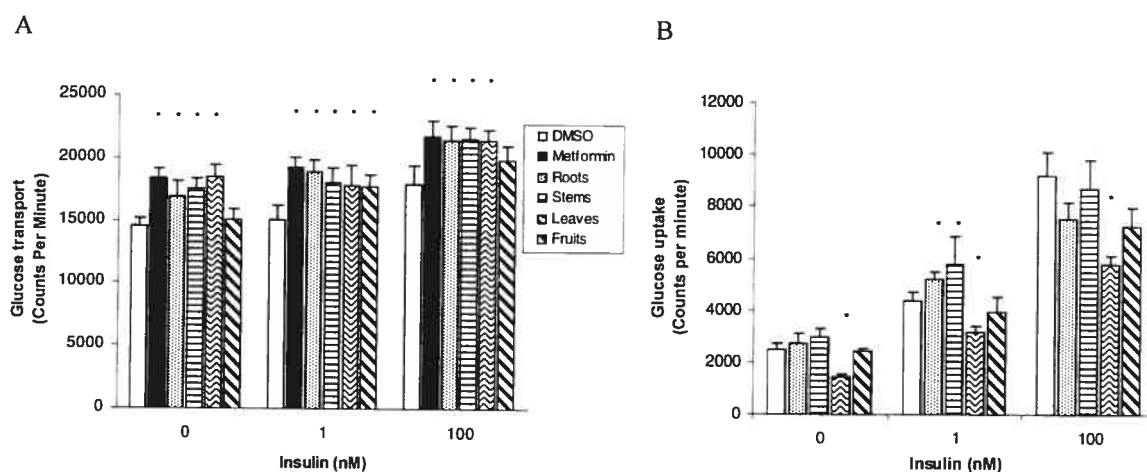 A
Glucose transport
(Counts Per Minute)
25000
20000
15000
10000
5000
0
* * * *
* * * * *
* * * *
0 1 100
Insulin (nM)
DMSO
Metformin
Roots
Stems
Leaves
Fruits
B
Glucose uptake
(Counts per minute)
12000
10000
8000
6000
4000
2000
0
*
* * *
*
0 1 100
Insulin (nM)